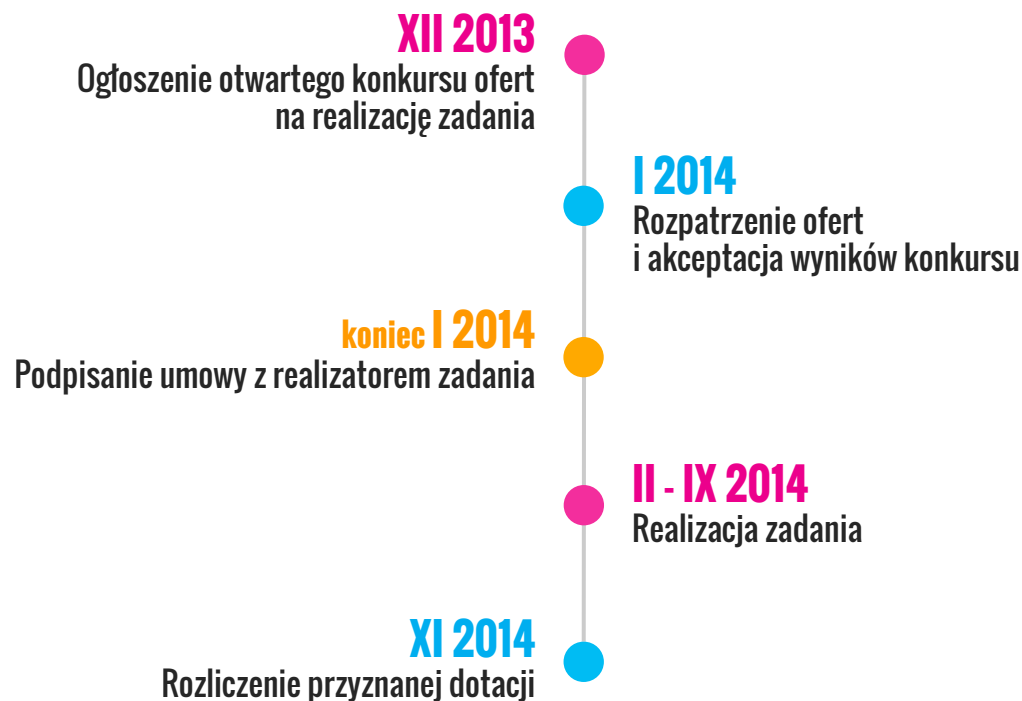 XII 2013
Ogłoszenie otwartego konkursu ofert
na realizację zadania
I 2014
Rozpatrzenie ofert
i akceptacja wyników konkursu
koniec I 2014
Podpisanie umowy z realizatorem zadania
II - IX 2014
Realizacja zadania
XI 2014
Rozliczenie przyznanej dotacji